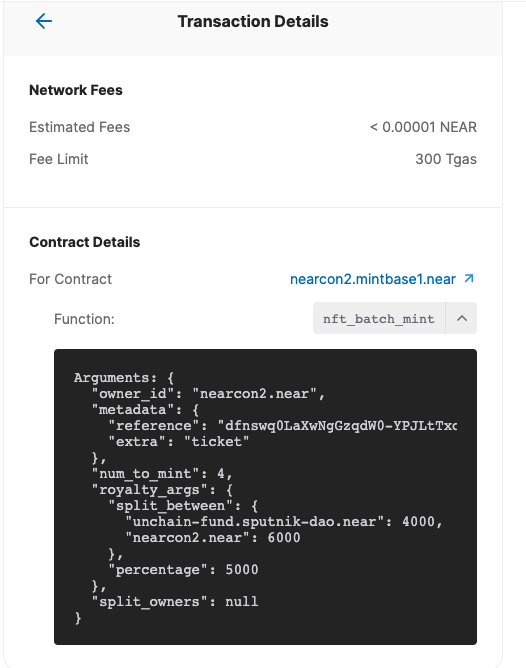 Transaction Details
Network Fees
Estimated Fees < 0.00001 NEAR
Fee Limit 300 Tgas
Contract Details
For Contract nearcon2.mintbase1.near
Function: nft_batch_mint
Arguments: {
"owner_id": "nearcon2.near",
"metadata": {
"reference": "dfnswq0LaXwNgGzqdW0-YPJLtTxc
"extra": "ticket"
},
"num_to_mint": 4,
"royalty_args": {
"split_between": {
"unchain-fund.sputnik-dao.near": 4000,
"nearcon2.near": 6000
},
"percentage": 5000
},
"split_owners": null
}